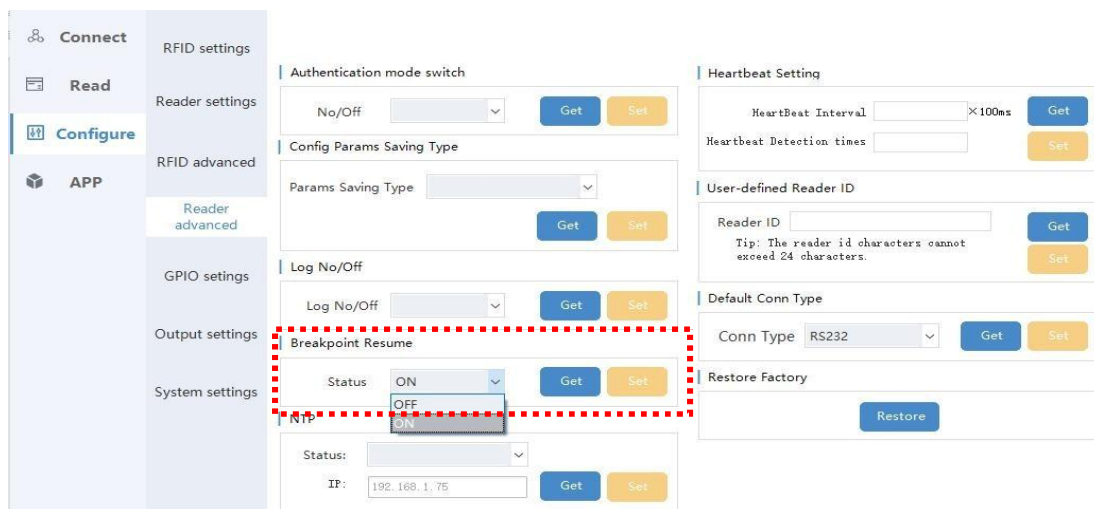 Connect
Read
Configure
APP
RFID settings
Reader settings
RFID advanced
Reader
advanced
GPIO setings
Output settings
System settings
Authentication mode switch
No/Off Get Set
Config Params Saving Type
Params Saving Type
Get Set
Log No/Off
Log No/Off Get Set
Breakpoint Resume
Status ON Get Set
OFF
ON
NTP
Status:
IP: 192.168.1.75 Get Set
Heartbeat Setting
HeartBeat Interval ×100ms Get
Heartbeat Detection times Set
User-defined Reader ID
Reader ID Get
Tip: The reader id characters cannot
exceed 24 characters. Set
Default Conn Type
Conn Type RS232 Get Set
Restore Factory
Restore